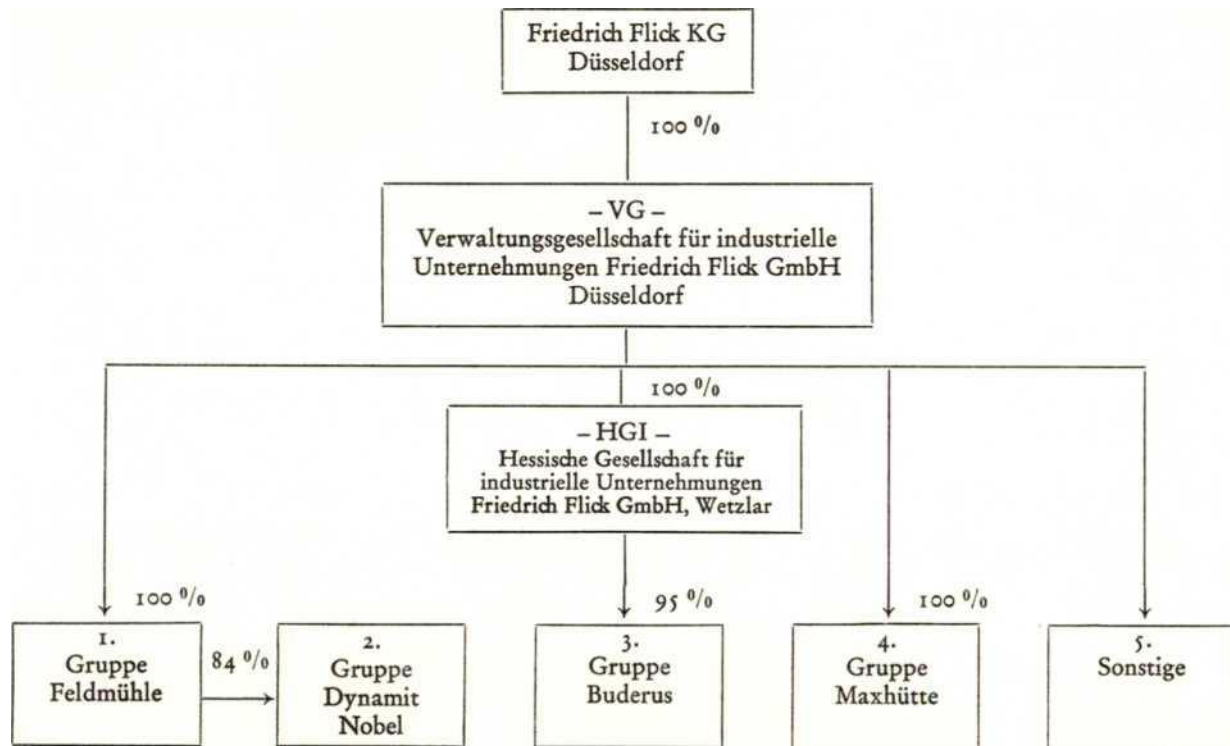 Friedrich Flick KG
Düsseldorf
100 %
– VG –
Verwaltungsgesellschaft für industrielle
Unternehmungen Friedrich Flick GmbH
Düsseldorf
100 %
– HGI –
Hessische Gesellschaft für
industrielle Unternehmungen
Friedrich Flick GmbH, Wetzlar
100 %
95 %
100 %
1.
Gruppe
Feldmühle
84 %
2.
Gruppe
Dynamit
Nobel
3.
Gruppe
Buderus
4.
Gruppe
Maxhütte
5.
Sonstige